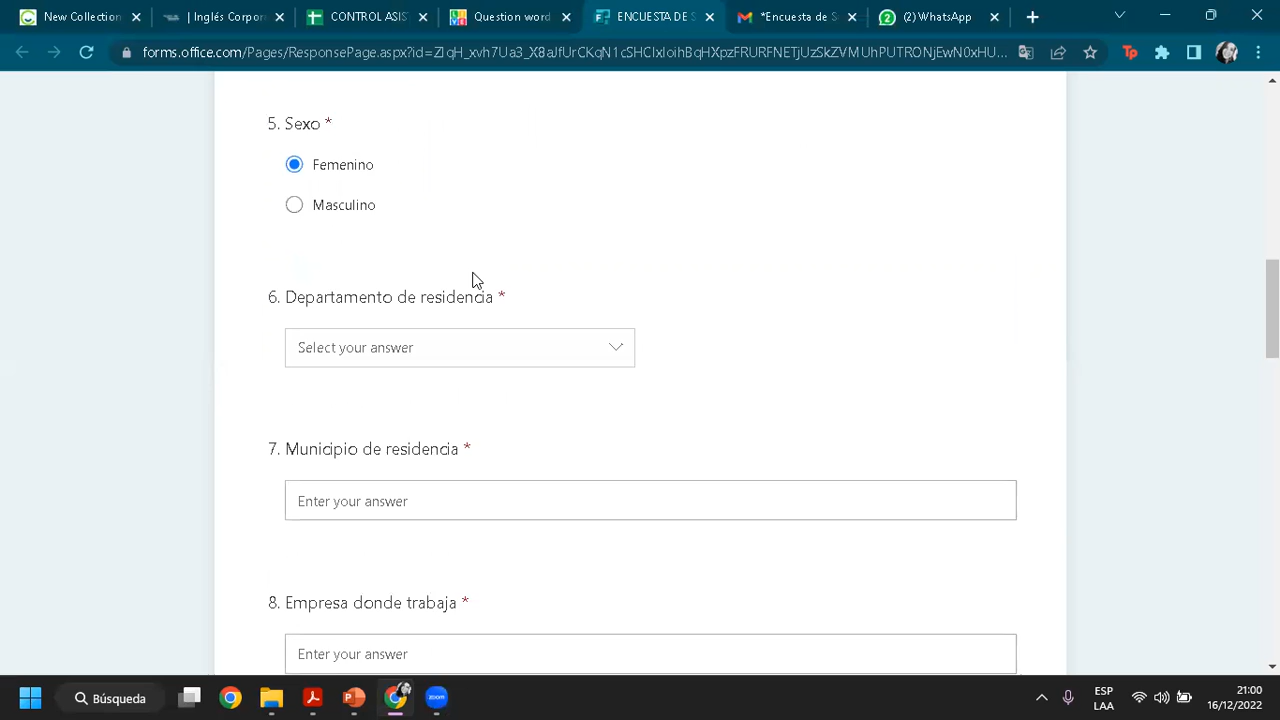 New Collection
Inglés Corpora
CONTROL ASIS
Question word
ENCUESTA DE S
*Encuesta de S
(2) WhatsApp
forms.office.com/Pages/ResponsePage.aspx?id=
5. Sexo *
Femenino
Masculino
6. Departamento de residencia *
Select your answer
7. Municipio de residencia *
Enter your answer
8. Empresa donde trabaja *
Enter your answer
Búsqueda
zoom
ESP
LAA
21:00
16/12/2022